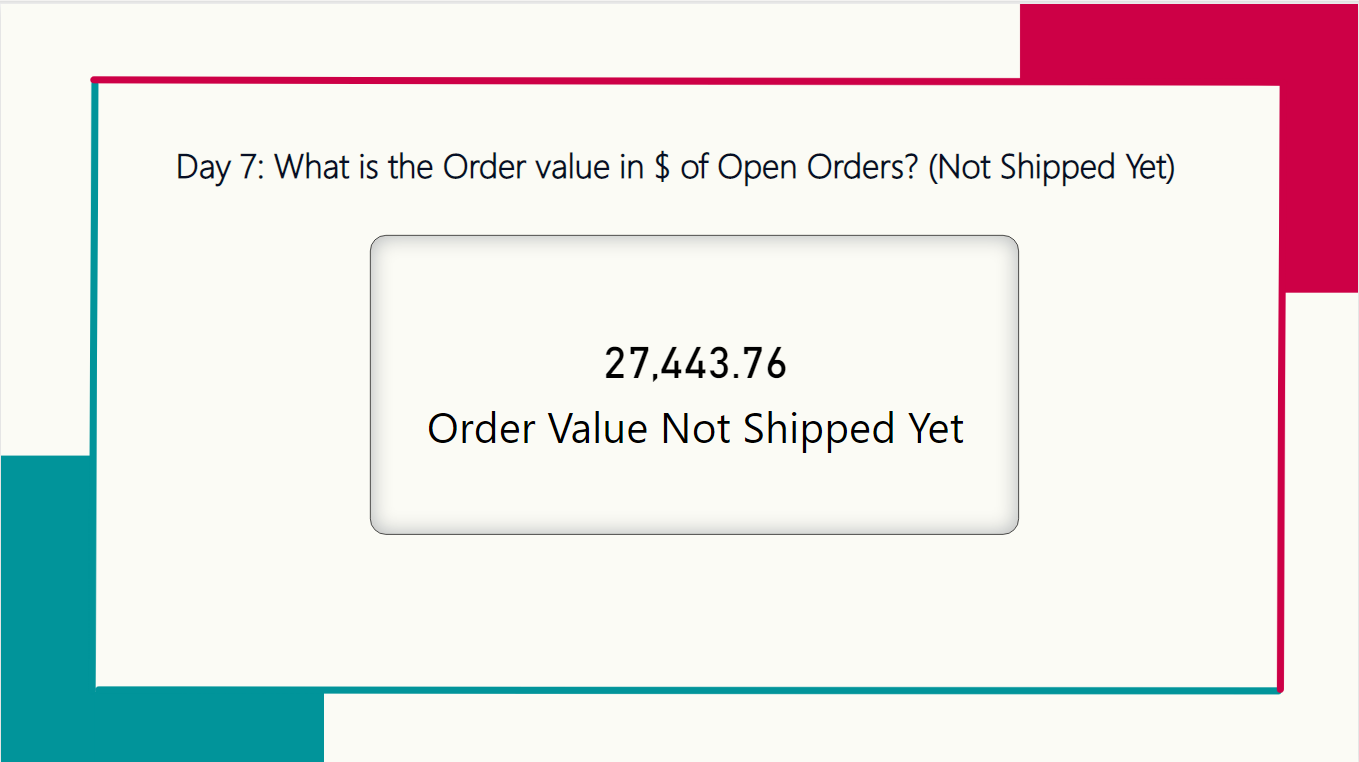 Day 7: What is the Order value in $ of Open Orders? (Not Shipped Yet)
27,443.76
Order Value Not Shipped Yet